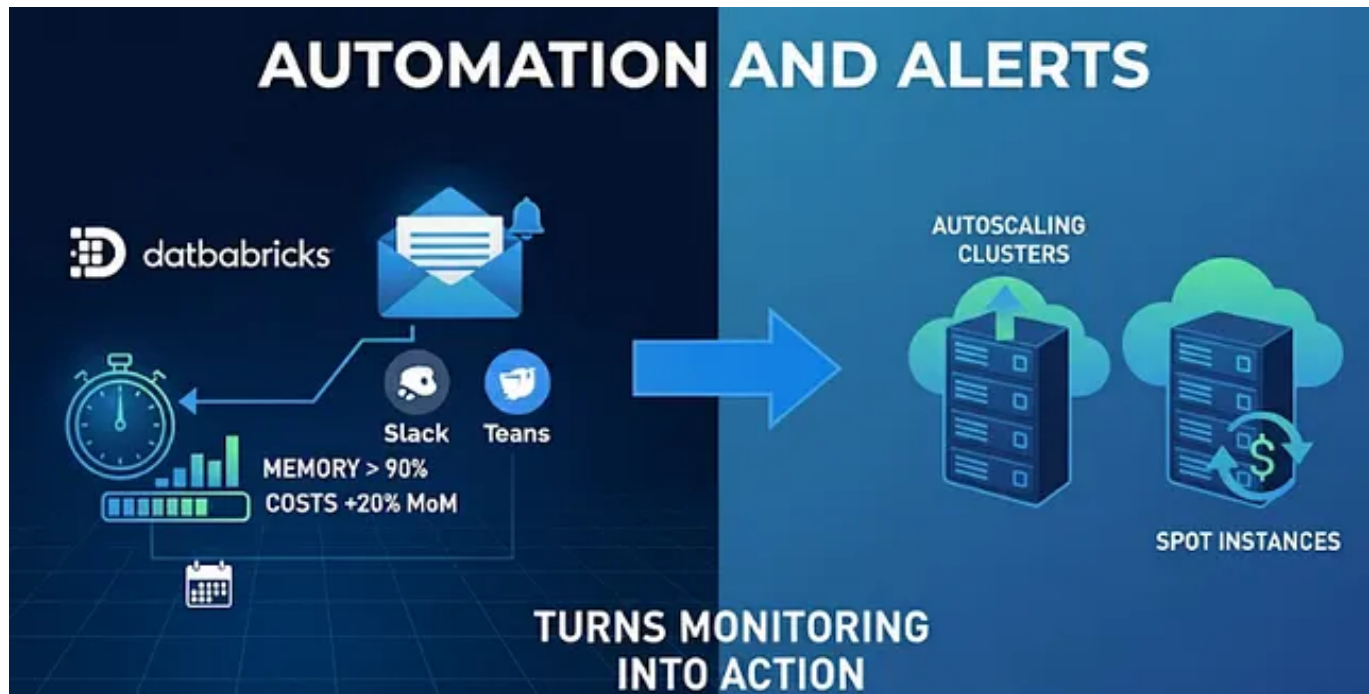 AUTOMATION AND ALERTS
datbabricks
Slack
Teans
MEMORY > 90%
COSTS +20% MoM
AUTOSCALING
CLUSTERS
$
SPOT INSTANCES
TURNS MONITORING
INTO ACTION